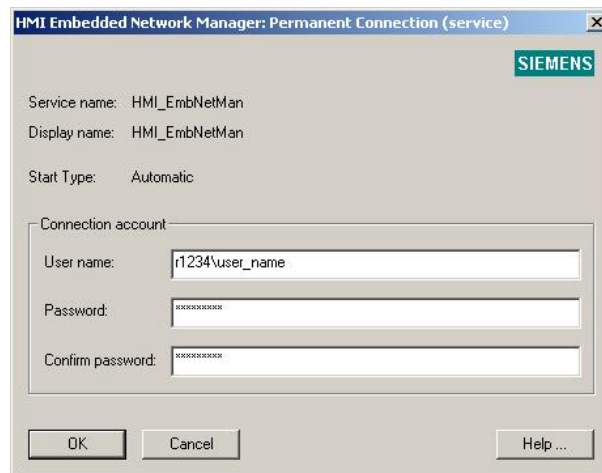 HMI Embedded Network Manager: Permanent Connection (service)
SIEMENS
Service name: HMI_EmbNetMan
Display name: HMI_EmbNetMan
Start Type: Automatic
Connection account
User name: r1234\user_name
Password: *********
Confirm password: *********
OK Cancel Help ...